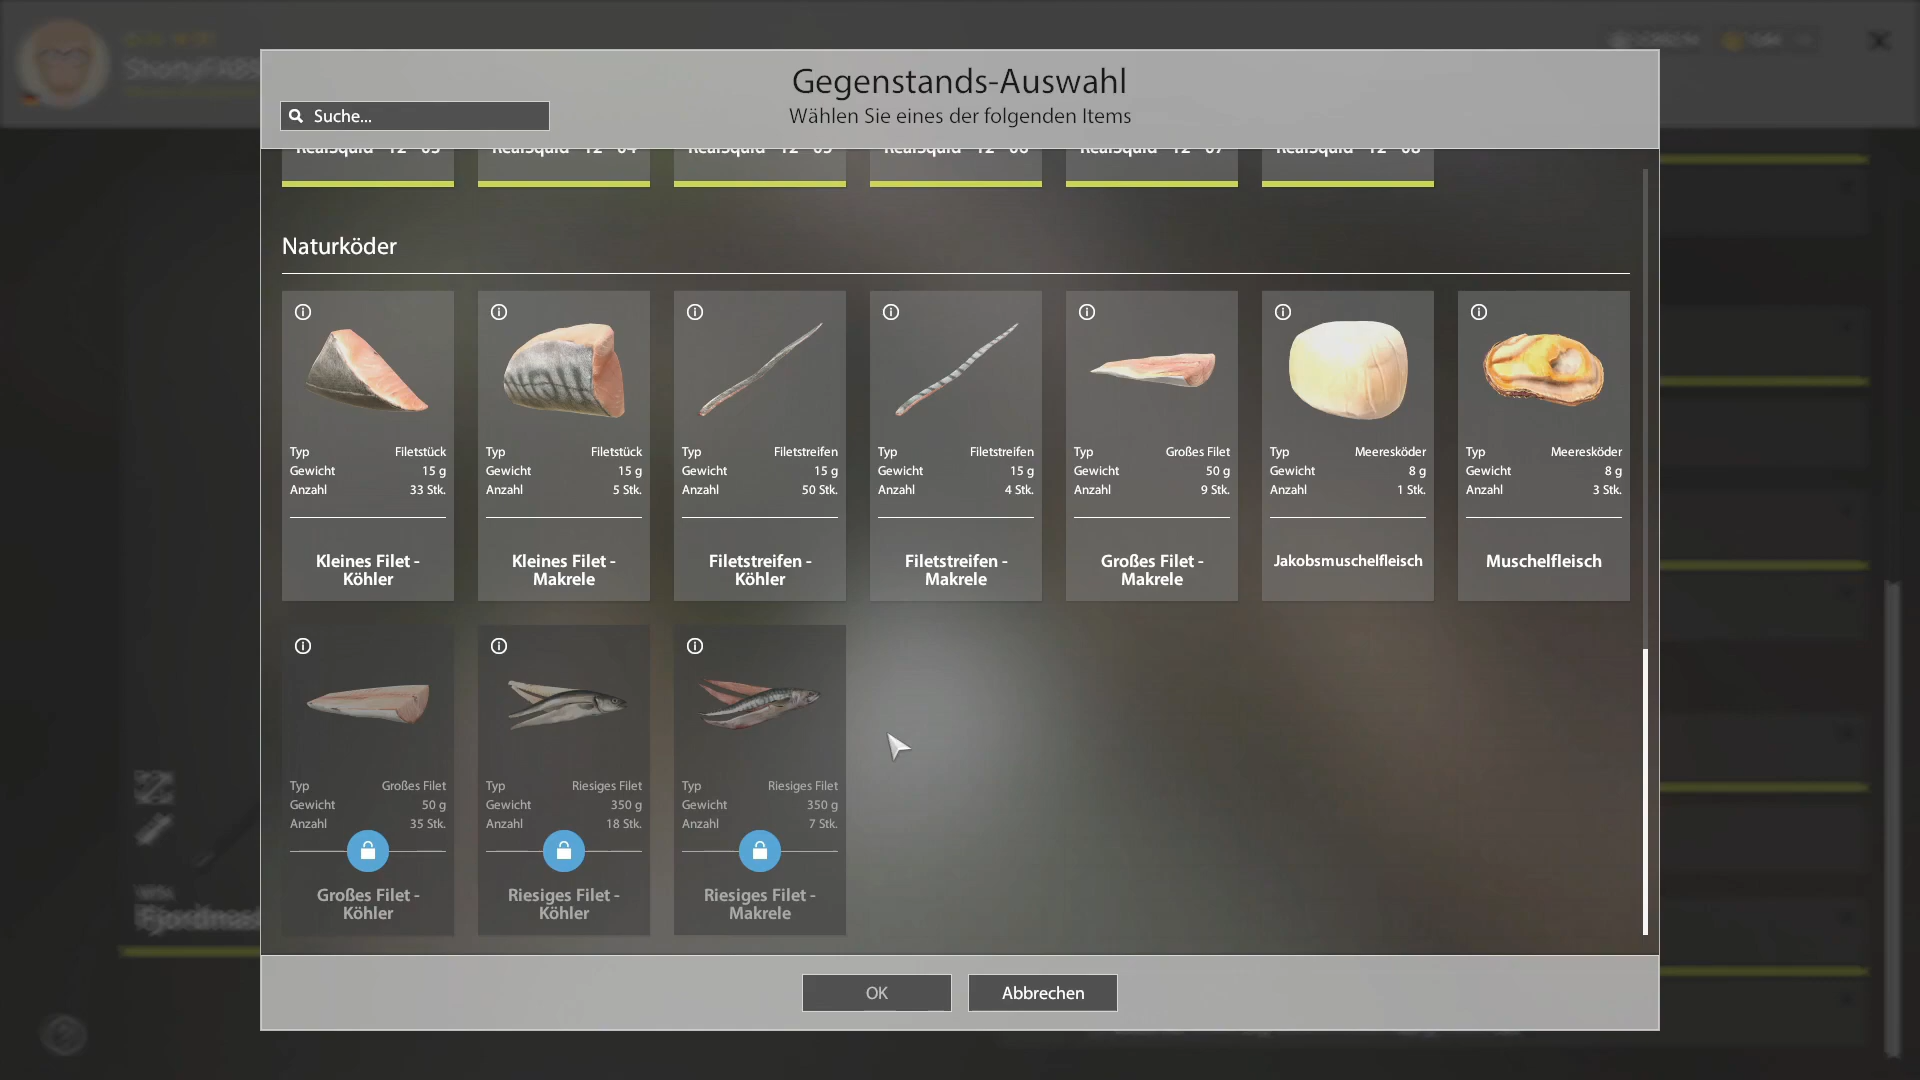 Gegenstands-Auswahl
Wählen Sie eines der folgenden Items
Suche...
Naturköder
Typ Filetstück
Gewicht 15 g
Anzahl 33 Stk.
Kleines Filet -
Köhler
Typ Filetstück
Gewicht 15 g
Anzahl 5 Stk.
Kleines Filet -
Makrele
Typ Filetstreifen
Gewicht 15 g
Anzahl 50 Stk.
Filetstreifen -
Köhler
Typ Filetstreifen
Gewicht 15 g
Anzahl 4 Stk.
Filetstreifen -
Makrele
Typ Großes Filet
Gewicht 50 g
Anzahl 9 Stk.
Großes Filet -
Makrele
Typ Meeresköder
Gewicht 8 g
Anzahl 1 Stk.
Jakobsmuschelfleisch
Typ Meeresköder
Gewicht 8 g
Anzahl 3 Stk.
Muschelfleisch
Typ Großes Filet
Gewicht 50 g
Anzahl 35 Stk.
Großes Filet -
Köhler
Typ Riesiges Filet
Gewicht 350 g
Anzahl 18 Stk.
Riesiges Filet -
Köhler
Typ Riesiges Filet
Gewicht 350 g
Anzahl 7 Stk.
Riesiges Filet -
Makrele
OK
Abbrechen